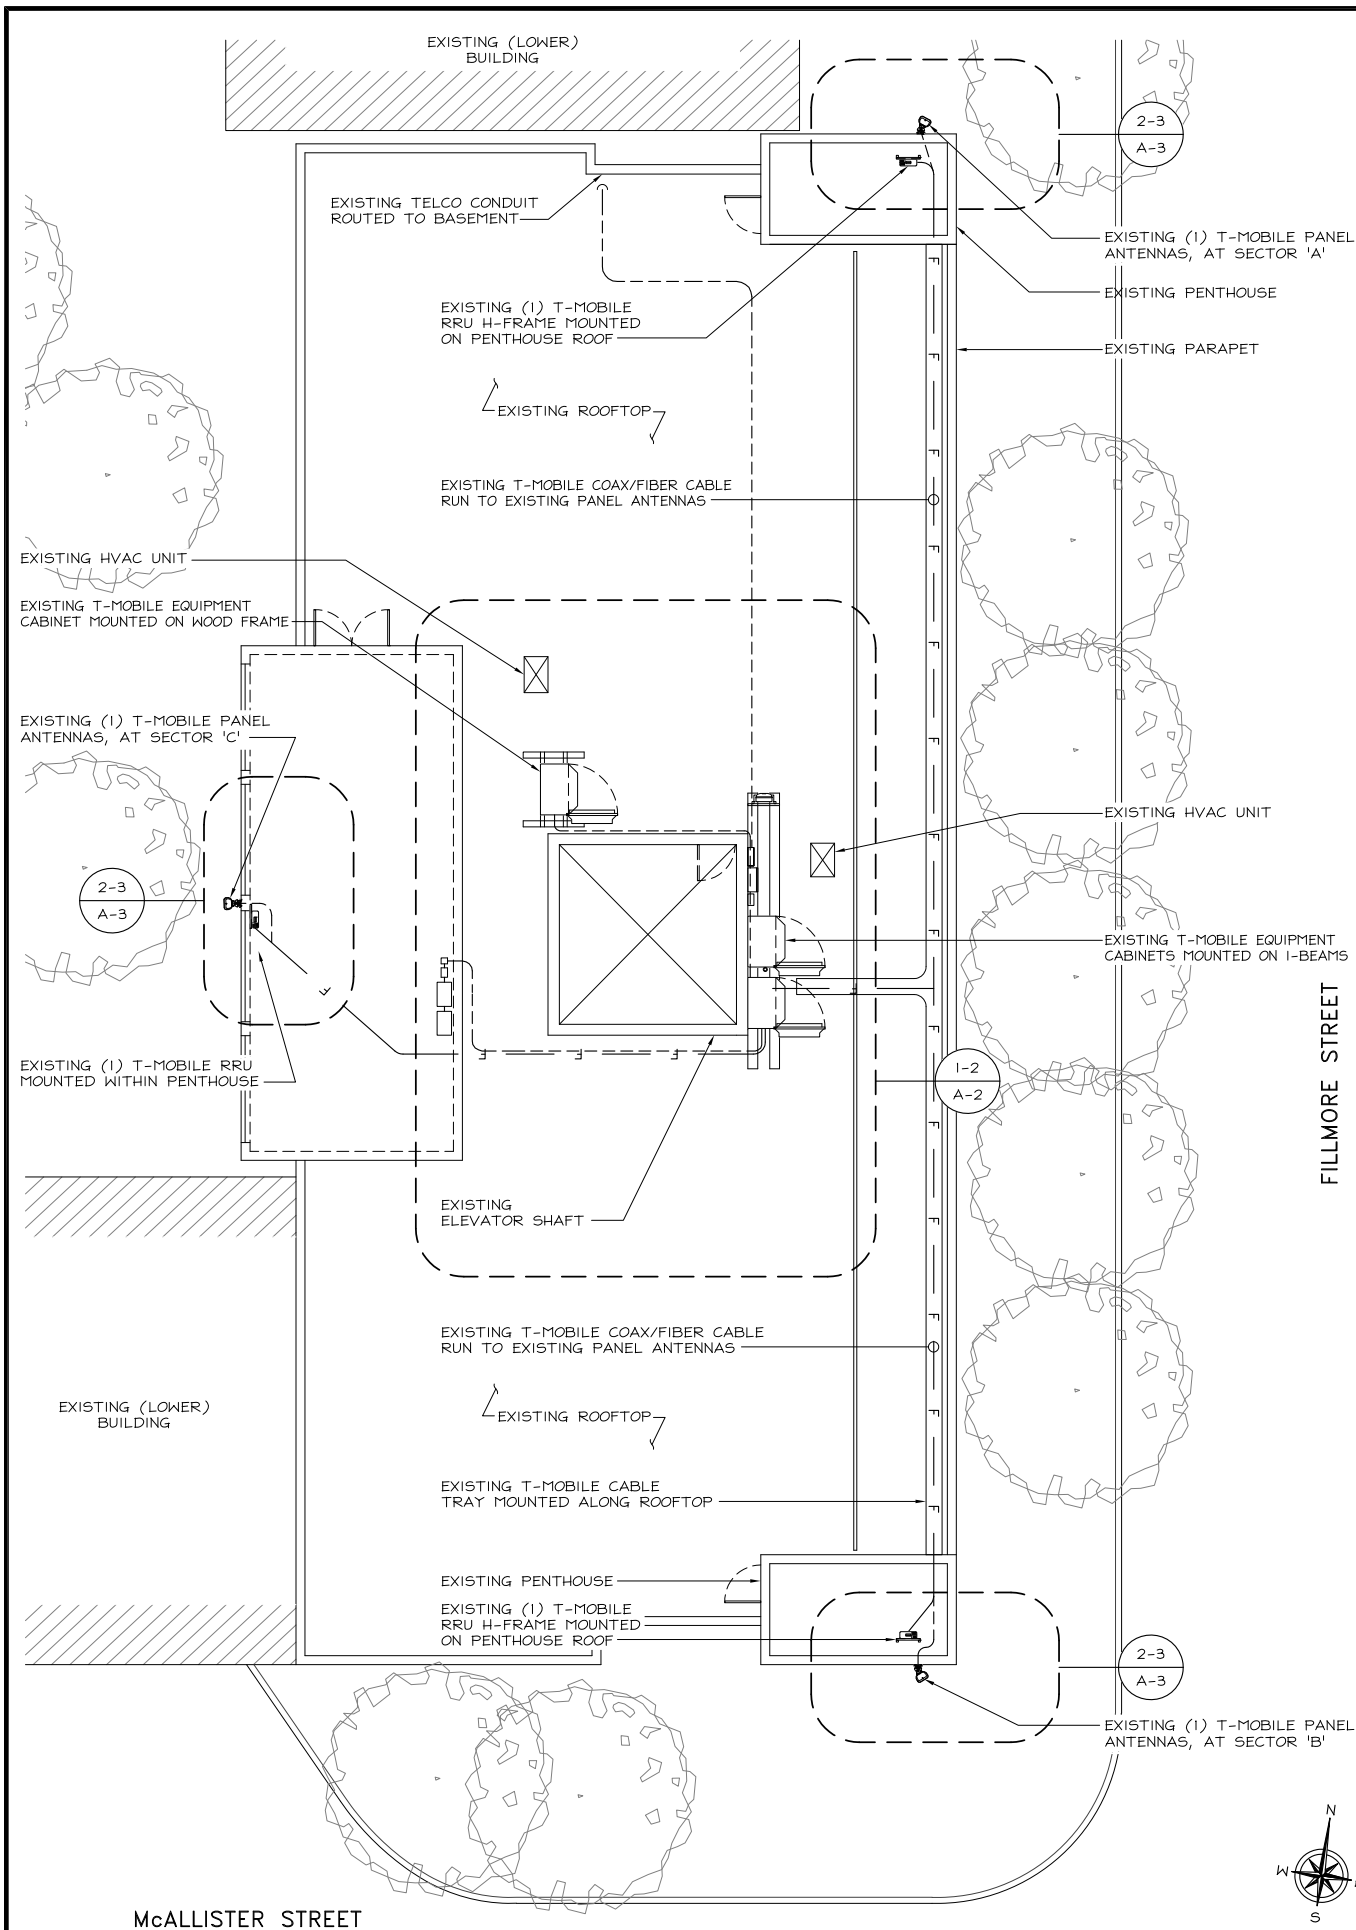 EXISTING (LOWER)
BUILDING
2-3
A-3
EXISTING TELCO CONDUIT
ROUTED TO BASEMENT
EXISTING (1) T-MOBILE PANEL
ANTENNAS, AT SECTOR 'A'
EXISTING PENTHOUSE
EXISTING (1) T-MOBILE
RRU H-FRAME MOUNTED
ON PENTHOUSE ROOF
EXISTING PARAPET
EXISTING ROOFTOP
EXISTING T-MOBILE COAX/FIBER CABLE
RUN TO EXISTING PANEL ANTENNAS
EXISTING HVAC UNIT
EXISTING T-MOBILE EQUIPMENT
CABINET MOUNTED ON WOOD FRAME
EXISTING (1) T-MOBILE PANEL
ANTENNAS, AT SECTOR 'C'
EXISTING HVAC UNIT
2-3
A-3
EXISTING T-MOBILE EQUIPMENT
CABINETS MOUNTED ON I-BEAMS
FILLMORE STREET
EXISTING (1) T-MOBILE RRU
MOUNTED WITHIN PENTHOUSE
1-2
A-2
EXISTING
ELEVATOR SHAFT
EXISTING T-MOBILE COAX/FIBER CABLE
RUN TO EXISTING PANEL ANTENNAS
EXISTING (LOWER)
BUILDING
EXISTING ROOFTOP
EXISTING T-MOBILE CABLE
TRAY MOUNTED ALONG ROOFTOP
EXISTING PENTHOUSE
EXISTING (1) T-MOBILE
RRU H-FRAME MOUNTED
ON PENTHOUSE ROOF
2-3
A-3
EXISTING (1) T-MOBILE PANEL
ANTENNAS, AT SECTOR 'B'
N
W
S
McALLISTER STREET